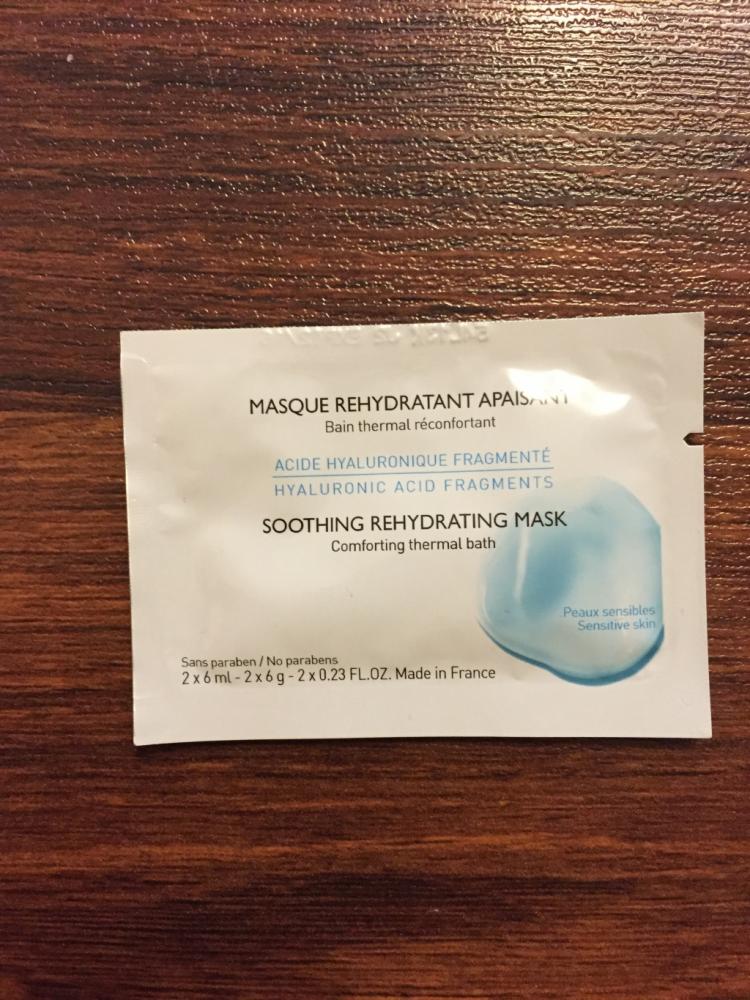 MASQUE REHYDRATANT APAISANT
Bain thermal réconfortant
ACIDE HYALURONIQUE FRAGMENTÉ
HYALURONIC ACID FRAGMENTS
SOOTHING REHYDRATING MASK
Comforting thermal bath
Peaux sensibles
Sensitive skin
Sans paraben / No parabens
2 x 6 ml - 2 x 6 g - 2 x 0.23 FL.OZ. Made in France